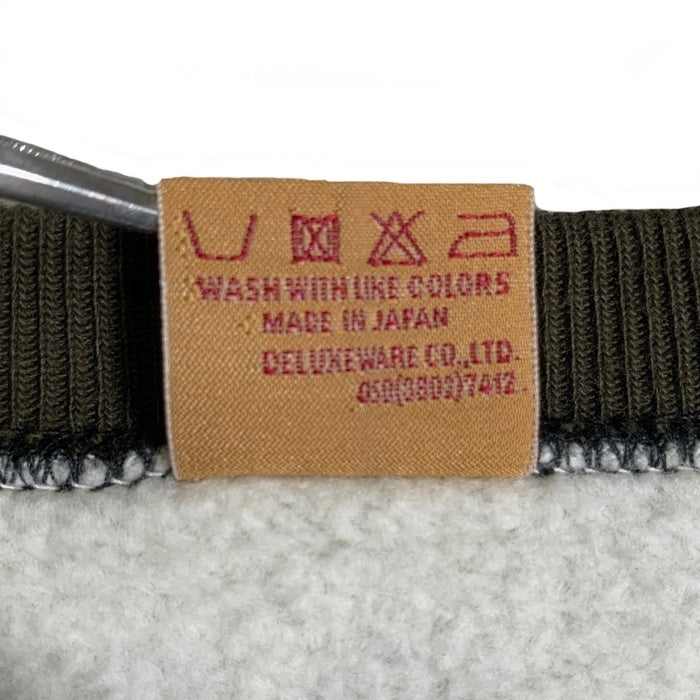 WASH WITH LIKE COLORS
MADE IN JAPAN
DELUXEWARE CO.,LTD.
050(3803)7412